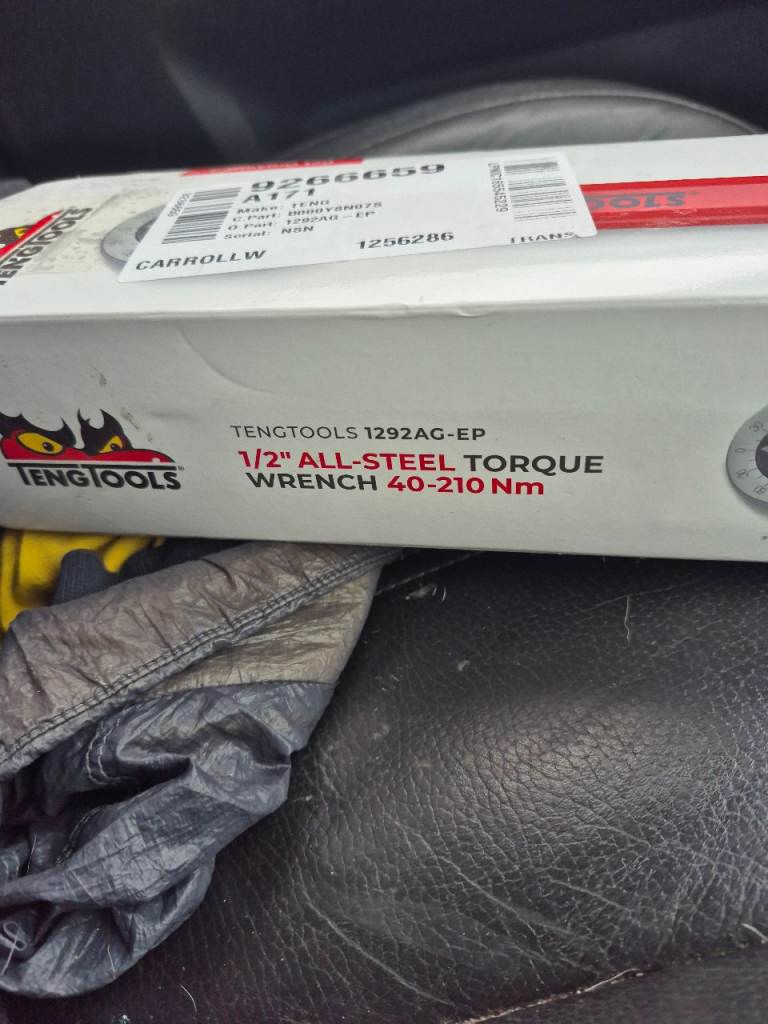 9266659
A171
Make: TENG
C.Part: B000Y8N07S
O.Part: 1292AG-EP
Serial: NSN
CARROLLW
1256286
TRANS
TENGTOOLS
TENGTOOLS 1292AG-EP
1/2" ALL-STEEL TORQUE
WRENCH 40-210 Nm
TENGTOOLS